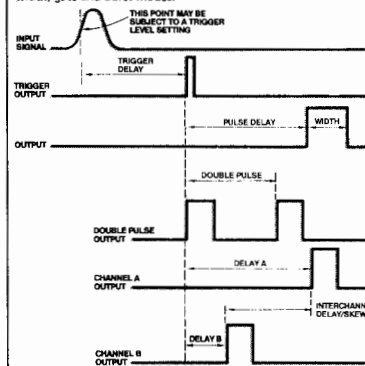 THIS POINT MAY BE
SUBJECT TO A TRIGGER
LEVEL SETTING
INPUT
SIGNAL
TRIGGER
DELAY
TRIGGER
OUTPUT
PULSE DELAY
WIDTH
OUTPUT
DOUBLE PULSE
DOUBLE PULSE
OUTPUT
DELAY A
CHANNEL A
OUTPUT
INTERCHANN
DELAY/SKEW
DELAY B
CHANNEL B
OUTPUT